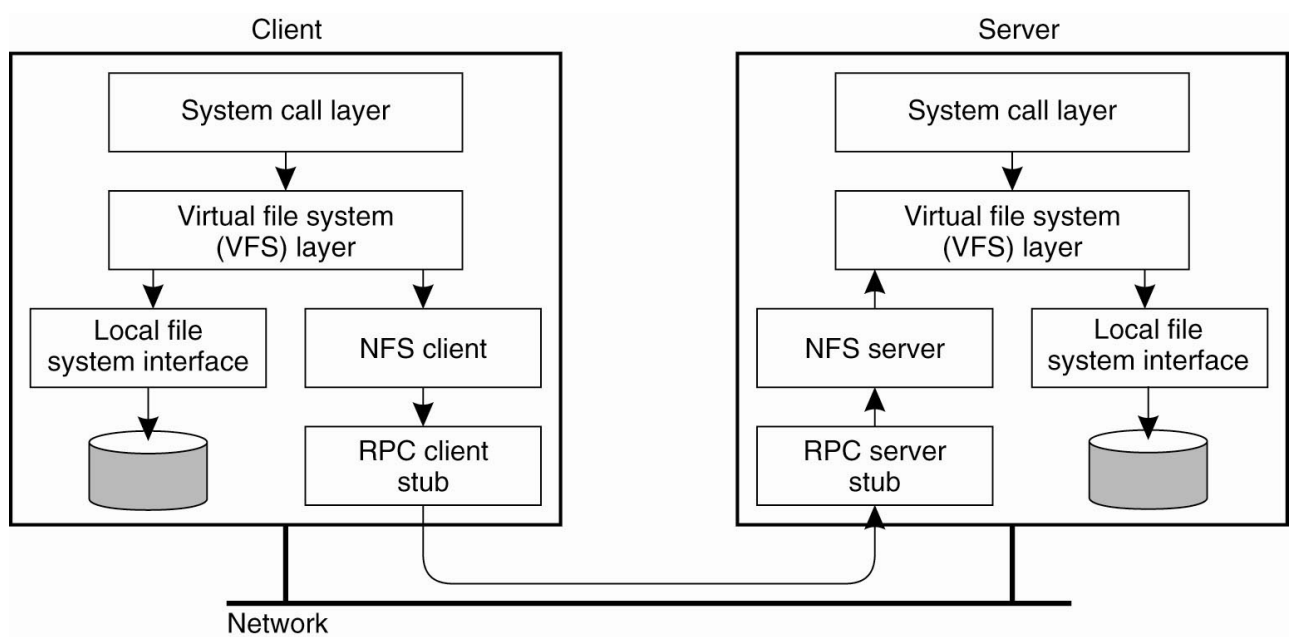 Client
Server
System call layer
System call layer
Virtual file system
(VFS) layer
Virtual file system
(VFS) layer
Local file
system interface
NFS client
NFS server
Local file
system interface
RPC client
stub
RPC server
stub
Network